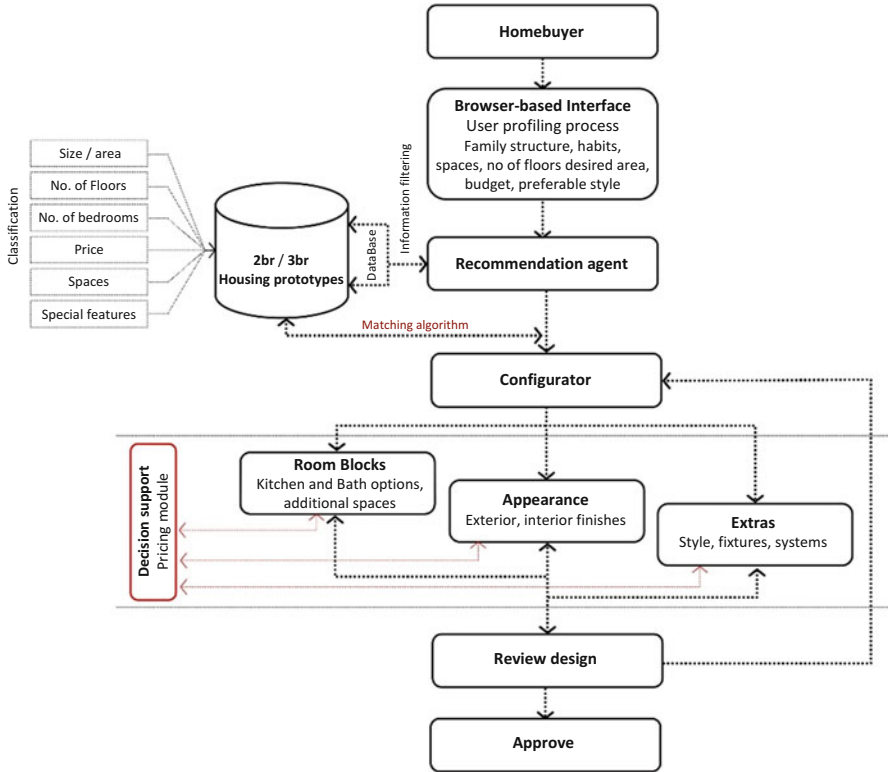 Homebuyer
Browser-based Interface
User profiling process
Family structure, habits,
spaces, no of floors desired area,
budget, preferable style
Classification
Size / area
No. of Floors
No. of bedrooms
Price
Spaces
Special features
2br / 3br
Housing prototypes
DataBase
Information filtering
Recommendation agent
Matching algorithm
Configurator
Decision support
Pricing module
Room Blocks
Kitchen and Bath options,
additional spaces
Appearance
Exterior, interior finishes
Extras
Style, fixtures, systems
Review design
Approve